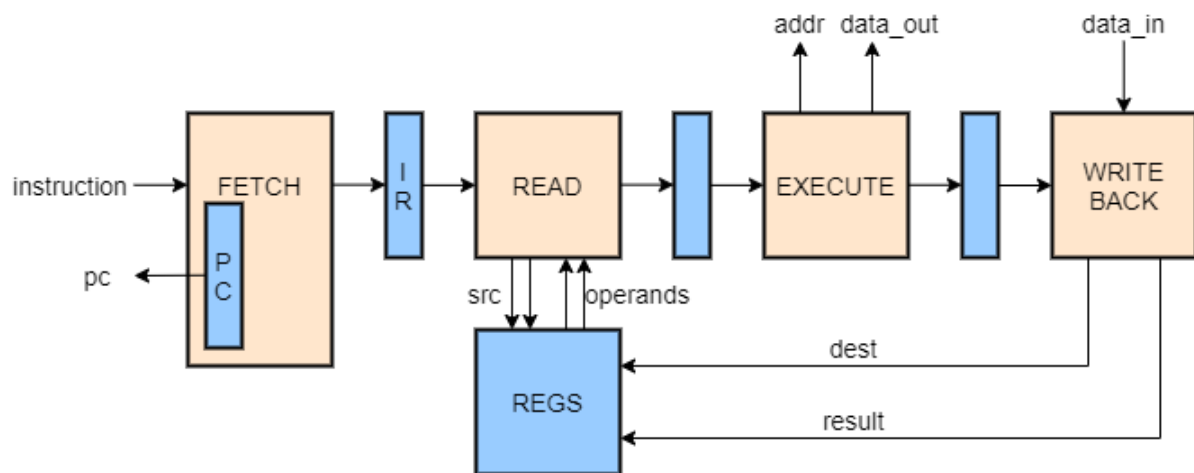 addr data_out data_in
instruction
FETCH
I
R
READ
EXECUTE
WRITE
BACK
pc
P
C
src
operands
REGS
dest
result